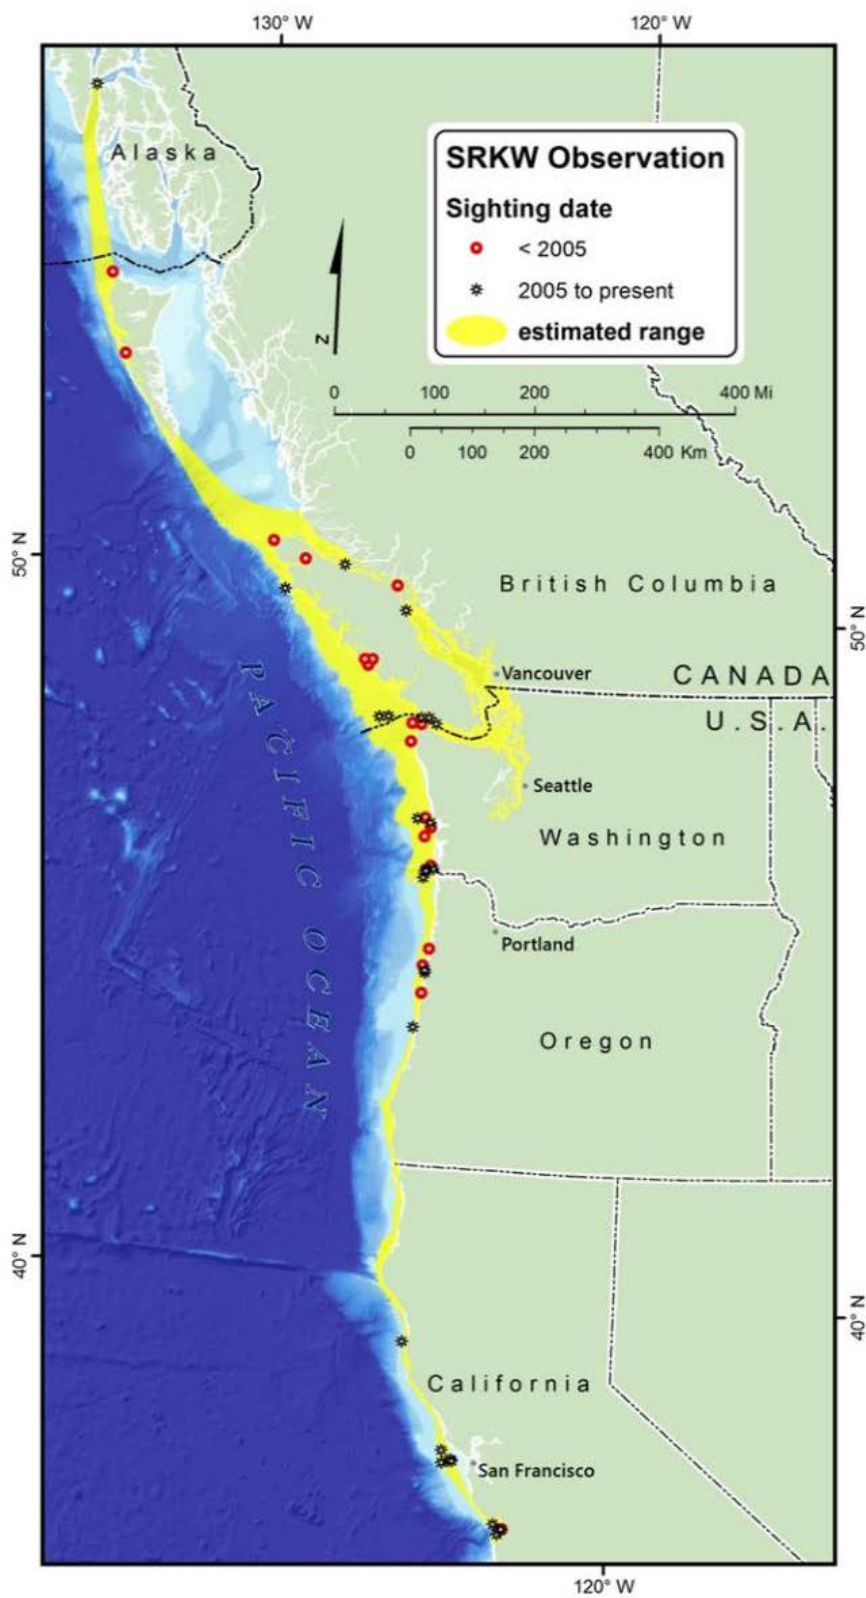 130° W
120° W
Alaska
SRKW Observation
Sighting date
< 2005
2005 to present
estimated range
N
0 100 200 400 Mi
0 100 200 400 Km
50° N
British Columbia
50° N
Vancouver
CANADA
U.S.A.
PACIFIC OCEAN
Seattle
Washington
Portland
Oregon
40° N
40° N
California
San Francisco
120° W